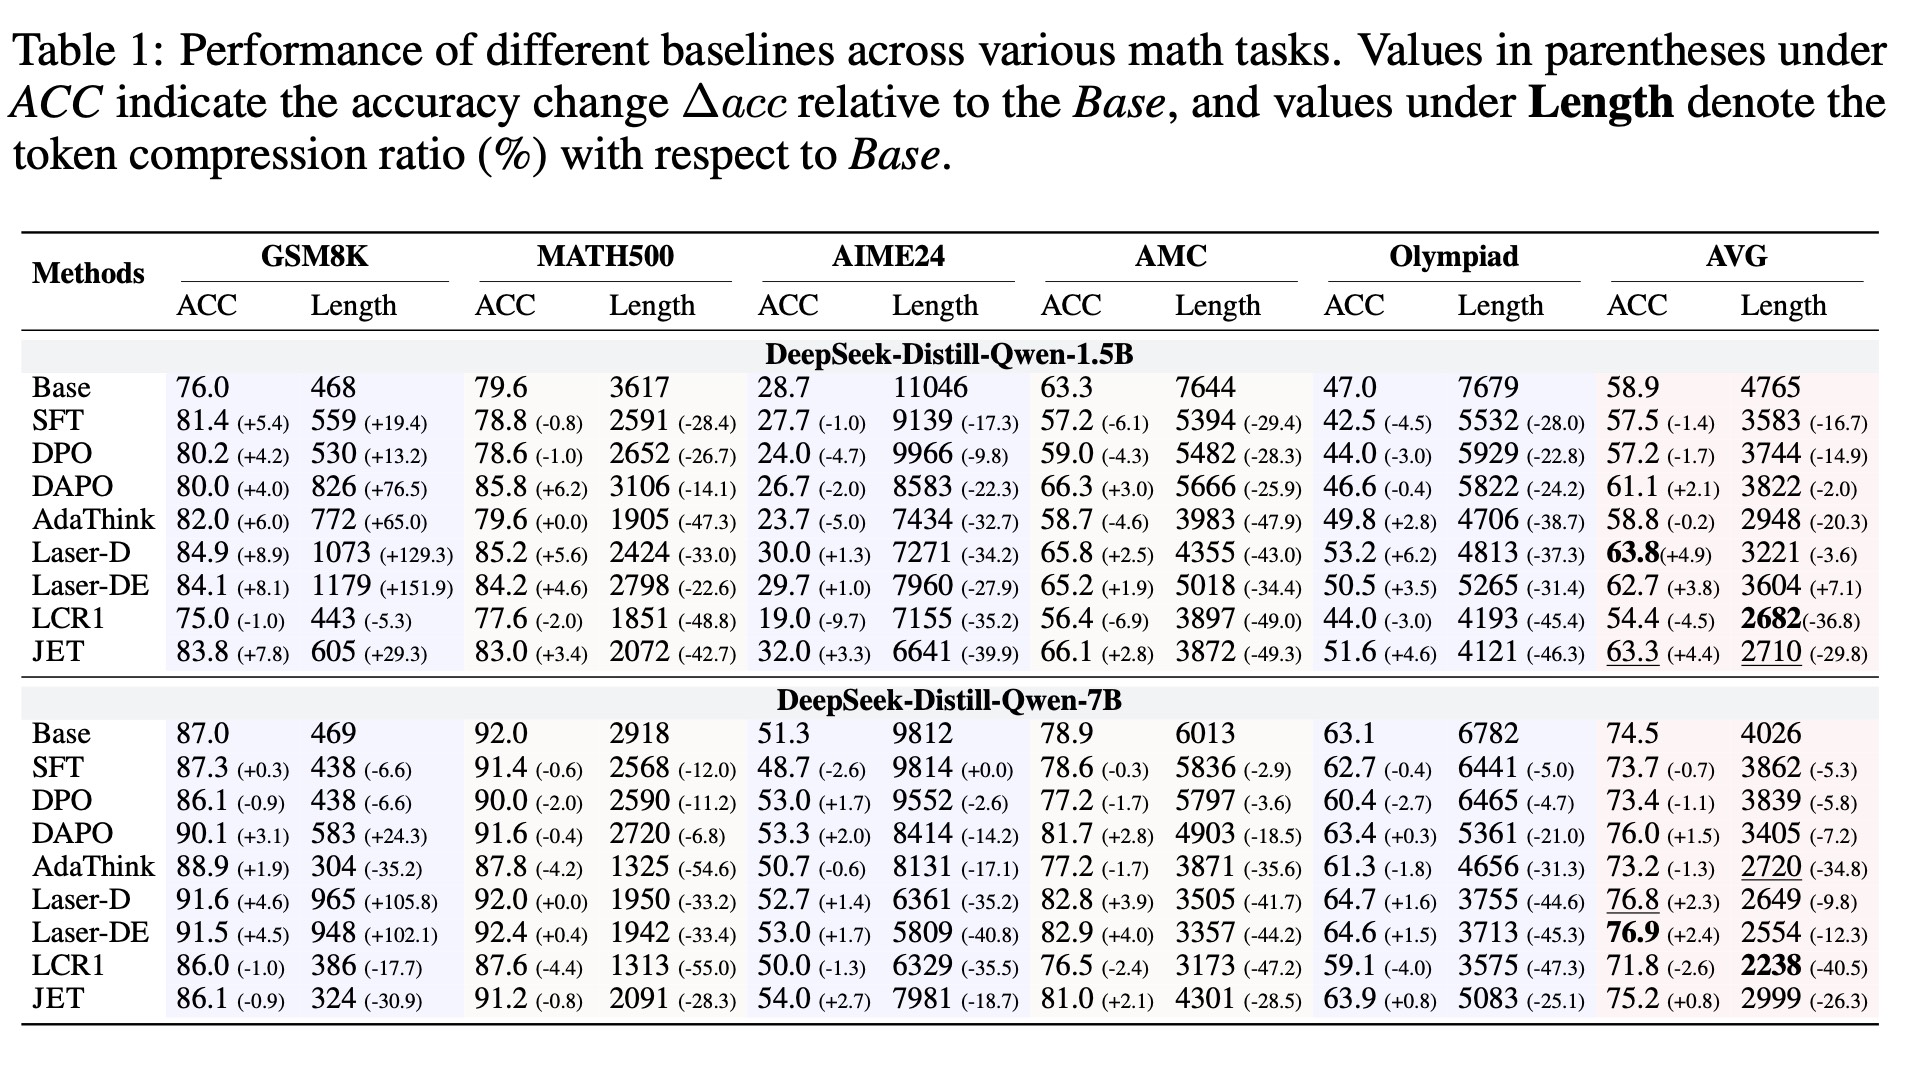 Table 1: Performance of different baselines across various math tasks. Values in parentheses under
ACC indicate the accuracy change Δacc relative to the Base, and values under Length denote the
token compression ratio (%) with respect to Base.
Methods GSM8K MATH500 AIME24 AMC Olympiad AVG
ACC Length ACC Length ACC Length ACC Length ACC Length ACC Length
DeepSeek-Distill-Qwen-1.5B
Base 76.0 468 79.6 3617 28.7 11046 63.3 7644 47.0 7679 58.9 4765
SFT 81.4 (+5.4) 559 (+19.4) 78.8 (-0.8) 2591 (-28.4) 27.7 (-1.0) 9139 (-17.3) 57.2 (-6.1) 5394 (-29.4) 42.5 (-4.5) 5532 (-28.0) 57.5 (-1.4) 3583 (-16.7)
DPO 80.2 (+4.2) 530 (+13.2) 78.6 (-1.0) 2652 (-26.7) 24.0 (-4.7) 9966 (-9.8) 59.0 (-4.3) 5482 (-28.3) 44.0 (-3.0) 5929 (-22.8) 57.2 (-1.7) 3744 (-14.9)
DAPO 80.0 (+4.0) 826 (+76.5) 85.8 (+6.2) 3106 (-14.1) 26.7 (-2.0) 8583 (-22.3) 66.3 (+3.0) 5666 (-25.9) 46.6 (-0.4) 5822 (-24.2) 61.1 (+2.1) 3822 (-2.0)
AdaThink 82.0 (+6.0) 772 (+65.0) 79.6 (+0.0) 1905 (-47.3) 23.7 (-5.0) 7434 (-32.7) 58.7 (-4.6) 3983 (-47.9) 49.8 (+2.8) 4706 (-38.7) 58.8 (-0.2) 2948 (-20.3)
Laser-D 84.9 (+8.9) 1073 (+129.3) 85.2 (+5.6) 2424 (-33.0) 30.0 (+1.3) 7271 (-34.2) 65.8 (+2.5) 4355 (-43.0) 53.2 (+6.2) 4813 (-37.3) 63.8(+4.9) 3221 (-3.6)
Laser-DE 84.1 (+8.1) 1179 (+151.9) 84.2 (+4.6) 2798 (-22.6) 29.7 (+1.0) 7960 (-27.9) 65.2 (+1.9) 5018 (-34.4) 50.5 (+3.5) 5265 (-31.4) 62.7 (+3.8) 3604 (+7.1)
LCR1 75.0 (-1.0) 443 (-5.3) 77.6 (-2.0) 1851 (-48.8) 19.0 (-9.7) 7155 (-35.2) 56.4 (-6.9) 3897 (-49.0) 44.0 (-3.0) 4193 (-45.4) 54.4 (-4.5) 2682(-36.8)
JET 83.8 (+7.8) 605 (+29.3) 83.0 (+3.4) 2072 (-42.7) 32.0 (+3.3) 6641 (-39.9) 66.1 (+2.8) 3872 (-49.3) 51.6 (+4.6) 4121 (-46.3) 63.3 (+4.4) 2710 (-29.8)
DeepSeek-Distill-Qwen-7B
Base 87.0 469 92.0 2918 51.3 9812 78.9 6013 63.1 6782 74.5 4026
SFT 87.3 (+0.3) 438 (-6.6) 91.4 (-0.6) 2568 (-12.0) 48.7 (-2.6) 9814 (+0.0) 78.6 (-0.3) 5836 (-2.9) 62.7 (-0.4) 6441 (-5.0) 73.7 (-0.7) 3862 (-5.3)
DPO 86.1 (-0.9) 438 (-6.6) 90.0 (-2.0) 2590 (-11.2) 53.0 (+1.7) 9552 (-2.6) 77.2 (-1.7) 5797 (-3.6) 60.4 (-2.7) 6465 (-4.7) 73.4 (-1.1) 3839 (-5.8)
DAPO 90.1 (+3.1) 583 (+24.3) 91.6 (-0.4) 2720 (-6.8) 53.3 (+2.0) 8414 (-14.2) 81.7 (+2.8) 4903 (-18.5) 63.4 (+0.3) 5361 (-21.0) 76.0 (+1.5) 3405 (-7.2)
AdaThink 88.9 (+1.9) 304 (-35.2) 87.8 (-4.2) 1325 (-54.6) 50.7 (-0.6) 8131 (-17.1) 77.2 (-1.7) 3871 (-35.6) 61.3 (-1.8) 4656 (-31.3) 73.2 (-1.3) 2720 (-34.8)
Laser-D 91.6 (+4.6) 965 (+105.8) 92.0 (+0.0) 1950 (-33.2) 52.7 (+1.4) 6361 (-35.2) 82.8 (+3.9) 3505 (-41.7) 64.7 (+1.6) 3755 (-44.6) 76.8 (+2.3) 2649 (-9.8)
Laser-DE 91.5 (+4.5) 948 (+102.1) 92.4 (+0.4) 1942 (-33.4) 53.0 (+1.7) 5809 (-40.8) 82.9 (+4.0) 3357 (-44.2) 64.6 (+1.5) 3713 (-45.3) 76.9 (+2.4) 2554 (-12.3)
LCR1 86.0 (-1.0) 386 (-17.7) 87.6 (-4.4) 1313 (-55.0) 50.0 (-1.3) 6329 (-35.5) 76.5 (-2.4) 3173 (-47.2) 59.1 (-4.0) 3575 (-47.3) 71.8 (-2.6) 2238 (-40.5)
JET 86.1 (-0.9) 324 (-30.9) 91.2 (-0.8) 2091 (-28.3) 54.0 (+2.7) 7981 (-18.7) 81.0 (+2.1) 4301 (-28.5) 63.9 (+0.8) 5083 (-25.1) 75.2 (+0.8) 2999 (-26.3)